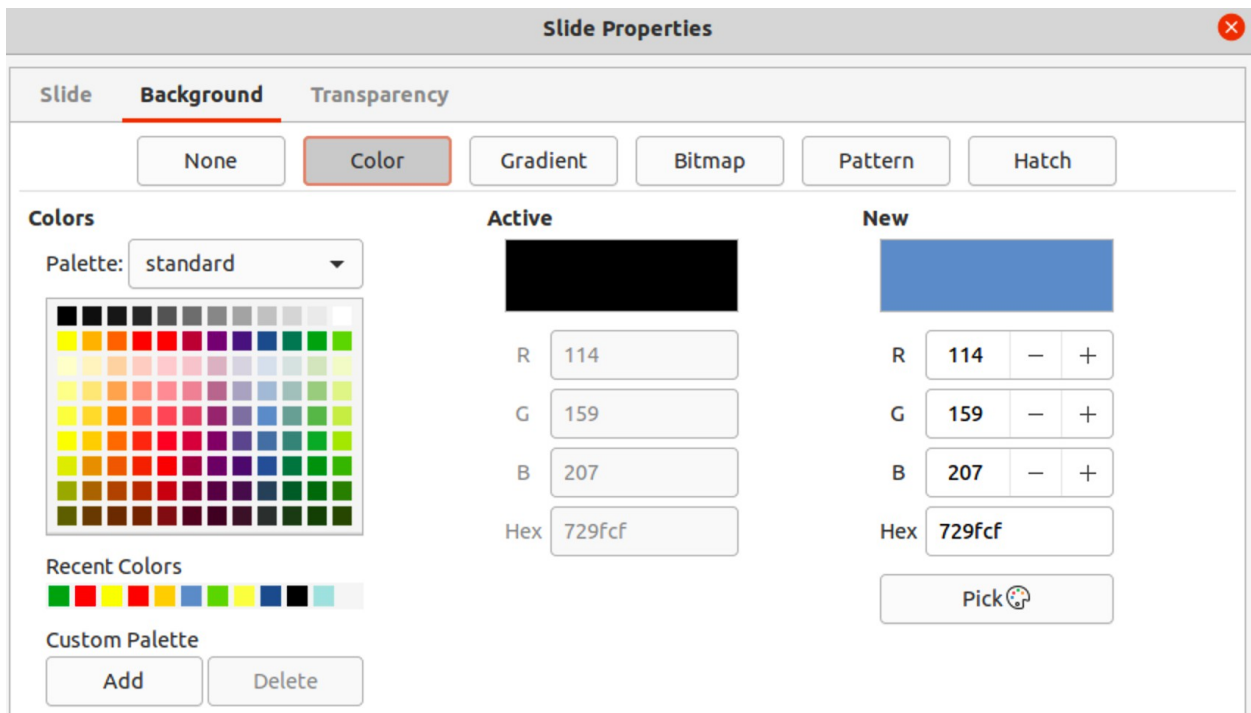 Slide Properties
Slide Background Transparency
None Color Gradient Bitmap Pattern Hatch
Colors Active New
Palette: standard
R 114 R 114 − +
G 159 G 159 − +
B 207 B 207 − +
Hex 729fcf Hex 729fcf
Recent Colors
Pick
Custom Palette
Add Delete